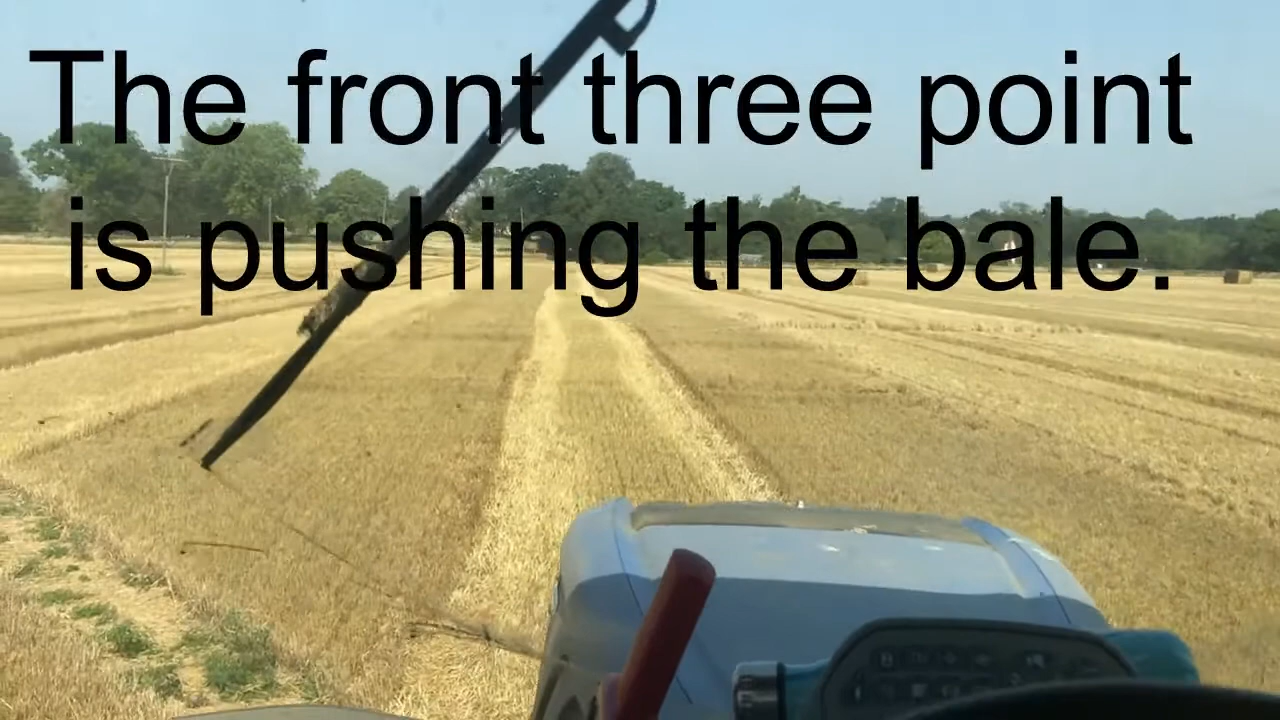 The front three point
is pushing the bale.